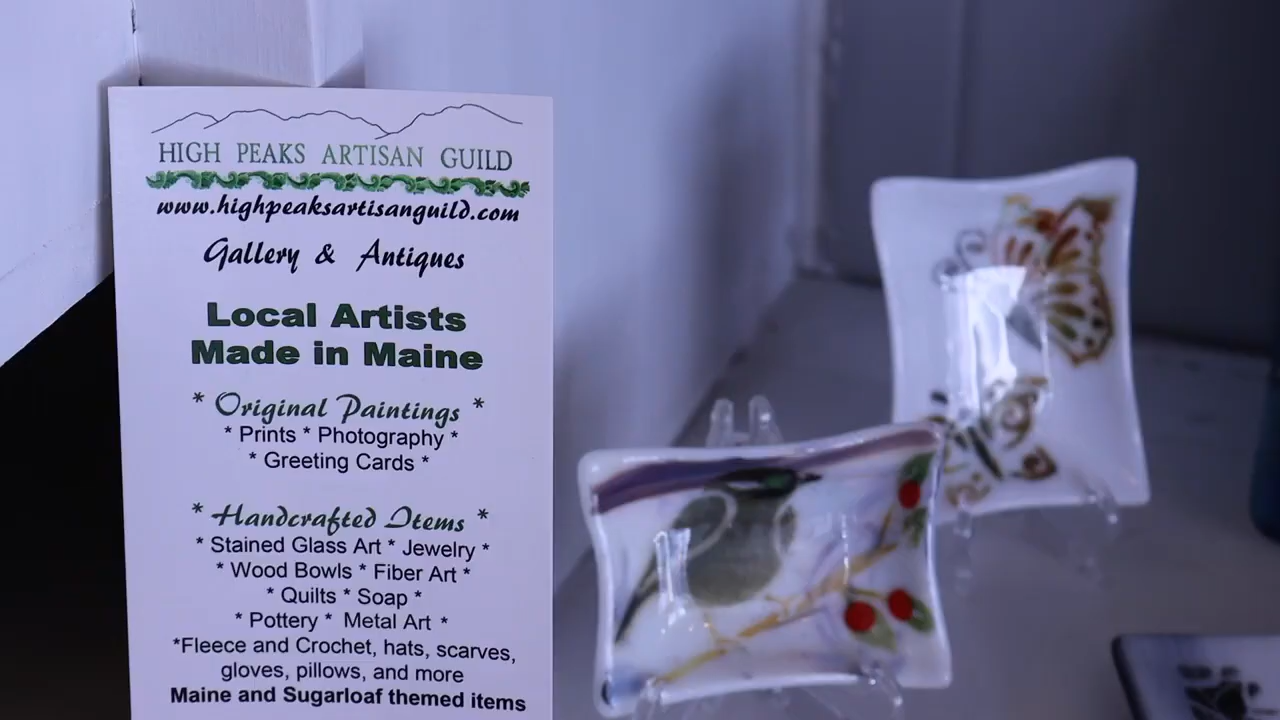 HIGH PEAKS ARTISAN GUILD
www.highpeaksartisanguild.com
Gallery & Antiques
Local Artists
Made in Maine
* Original Paintings *
* Prints * Photography *
* Greeting Cards *
* Handcrafted Items *
* Stained Glass Art * Jewelry *
* Wood Bowls * Fiber Art *
* Quilts * Soap *
* Pottery * Metal Art *
*Fleece and Crochet, hats, scarves,
gloves, pillows, and more
Maine and Sugarloaf themed items